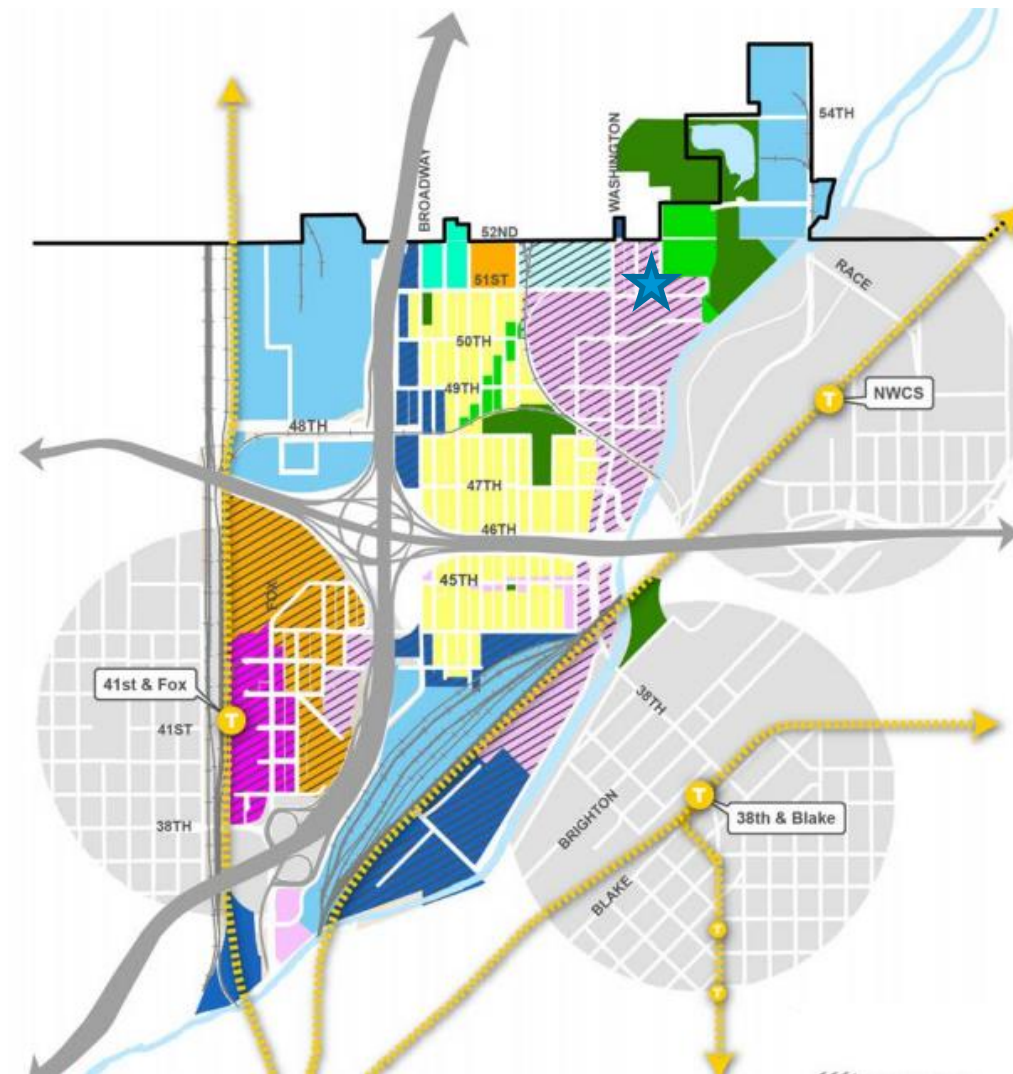 54TH
WASHINGTON
BROADWAY
52ND
RACE
51ST
50TH
49TH
NWCS
48TH
47TH
46TH
45TH
FOX
41st & Fox
38TH
41ST
38TH
BRIGHTON
38th & Blake
BLAKE
T
T
T
T
T